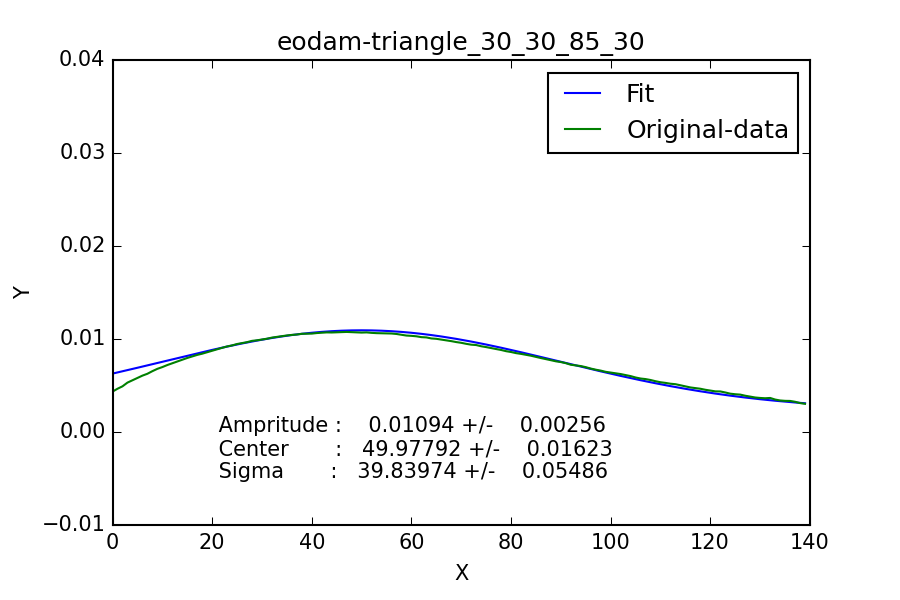 eodam-triangle_30_30_85_30
0.04
0.03
0.02
0.01
0.00
−0.01
Y
Fit
Original-data
Ampritude : 0.01094 +/- 0.00256
Center : 49.97792 +/- 0.01623
Sigma : 39.83974 +/- 0.05486
0 20 40 60 80 100 120 140
X